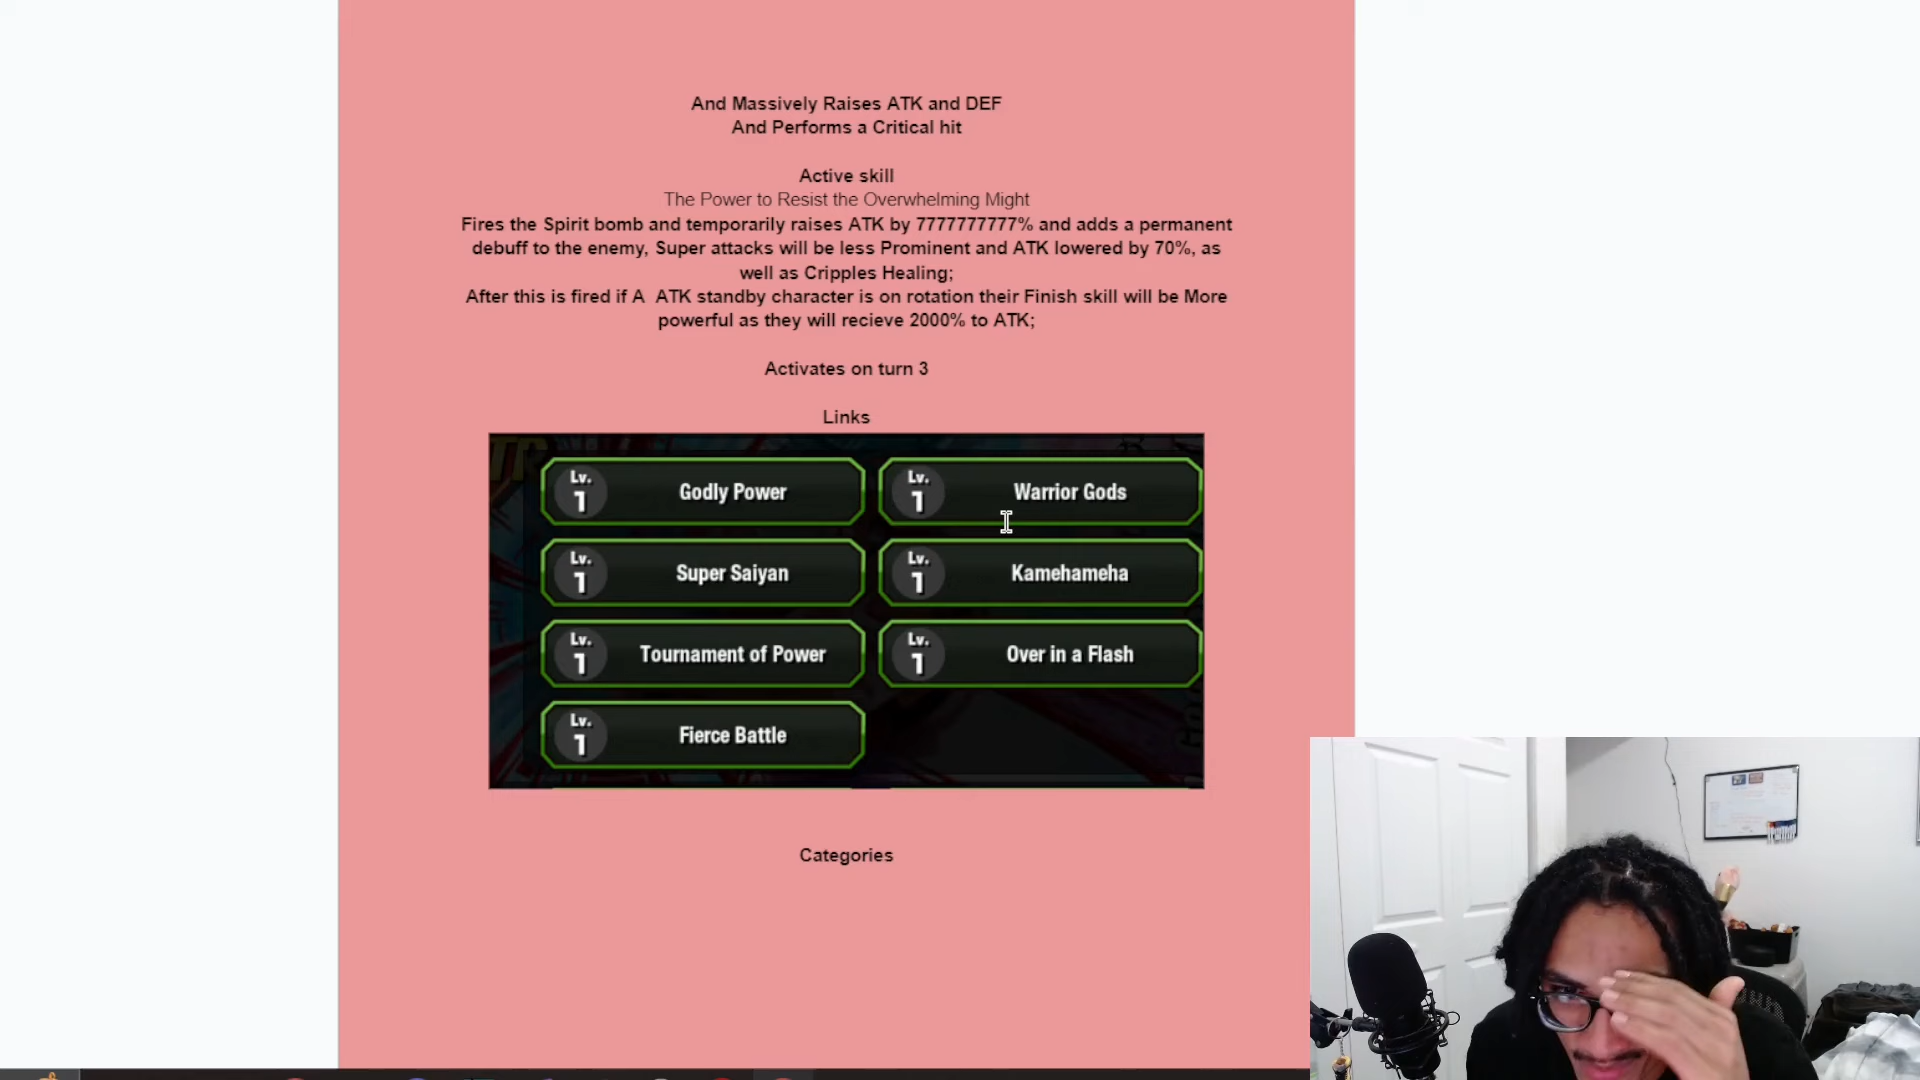 And Massively Raises ATK and DEF
And Performs a Critical hit
Active skill
The Power to Resist the Overwhelming Might
Fires the Spirit bomb and temporarily raises ATK by 7777777777% and adds a permanent
debuff to the enemy, Super attacks will be less Prominent and ATK lowered by 70%, as
well as Cripples Healing;
After this is fired if A  ATK standby character is on rotation their Finish skill will be More
powerful as they will recieve 2000% to ATK;
Activates on turn 3
Links
Lv. 1 Godly Power
Lv. 1 Warrior Gods
Lv. 1 Super Saiyan
Lv. 1 Kamehameha
Lv. 1 Tournament of Power
Lv. 1 Over in a Flash
Lv. 1 Fierce Battle
Categories